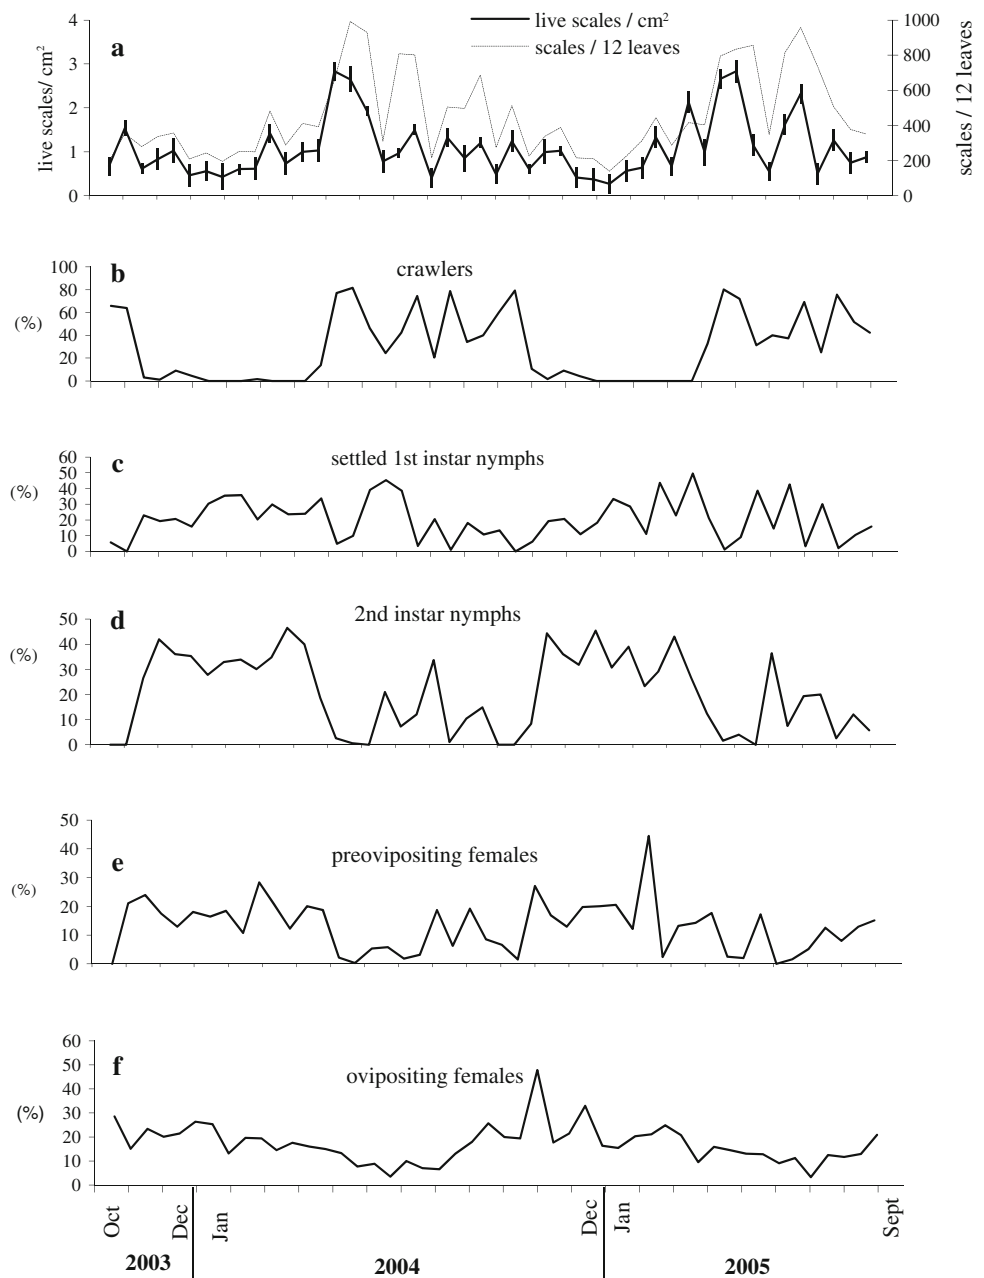 a
live scales / cm²
scales / 12 leaves
live scales/ cm²
4
3
2
1
0
scales / 12 leaves
1000
800
600
400
200
0
b
crawlers
(%)
100
80
60
40
20
0
c
settled 1st instar nymphs
(%)
60
50
40
30
20
10
0
d
2nd instar nymphs
(%)
50
40
30
20
10
0
e
preovipositing females
(%)
50
40
30
20
10
0
f
ovipositing females
(%)
60
50
40
30
20
10
0
Oct
Dec
Jan
Dec
Jan
Sept
2003
2004
2005